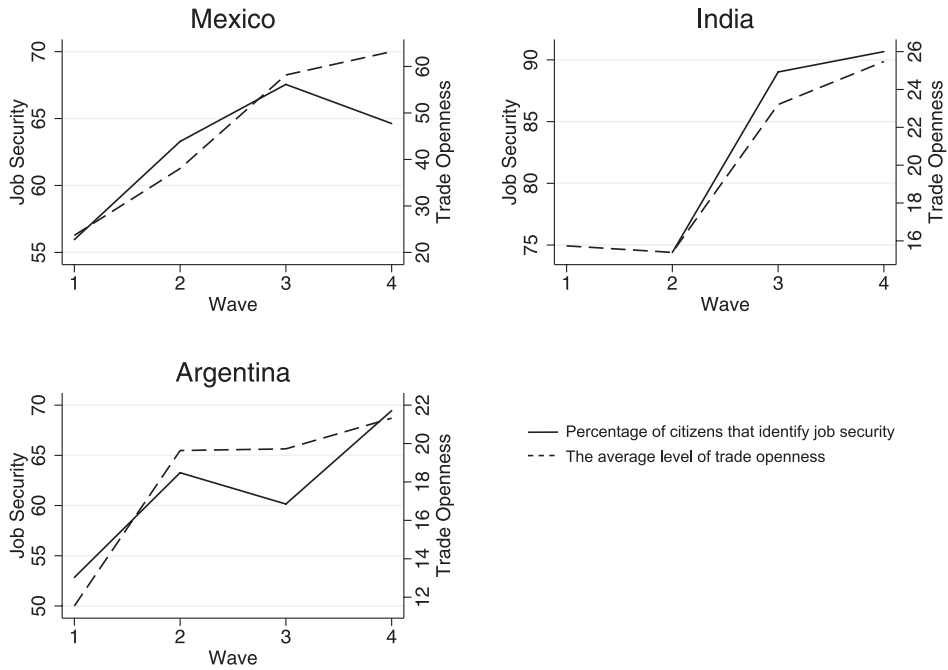 Mexico
Job Security
70
65
60
55
60
50
40
30
20
Trade Openness
1 2 3 4
Wave
India
Job Security
90
85
80
75
26
24
22
20
18
16
Trade Openness
1 2 3 4
Wave
Argentina
Job Security
70
65
60
55
50
22
20
18
16
14
12
Trade Openness
1 2 3 4
Wave
Percentage of citizens that identify job security
The average level of trade openness